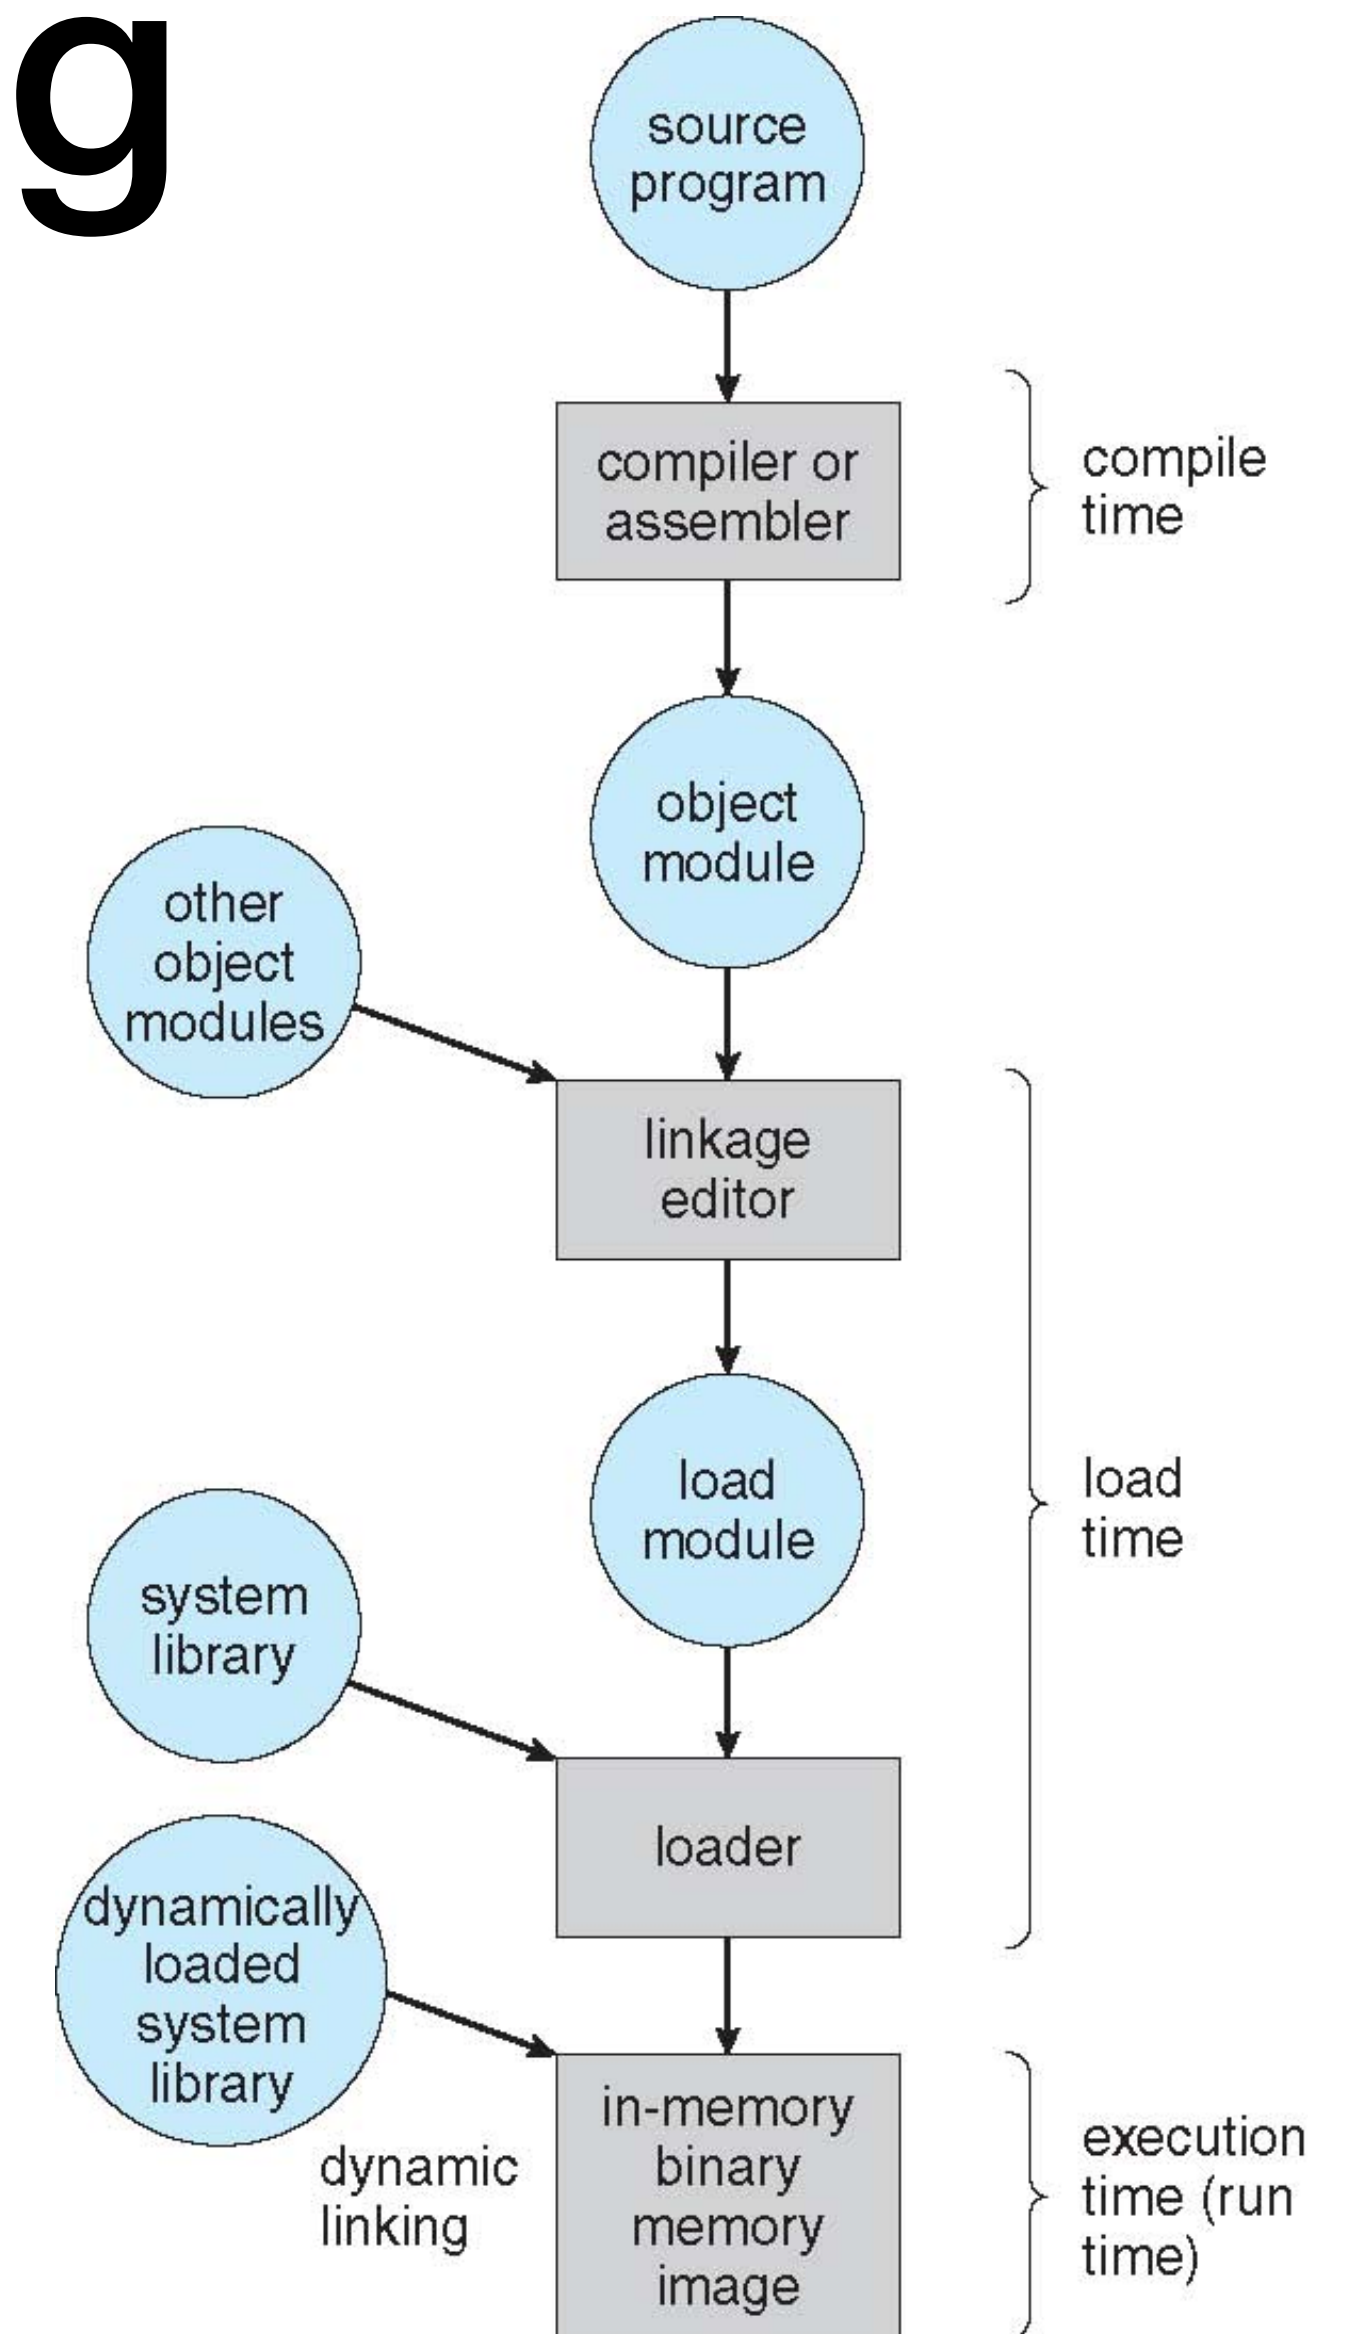 g
source
program
compiler or
assembler
compile
time
object
module
other
object
modules
linkage
editor
load
module
load
time
system
library
loader
dynamically
loaded
system
library
dynamic
linking
in-memory
binary
memory
image
execution
time (run
time)